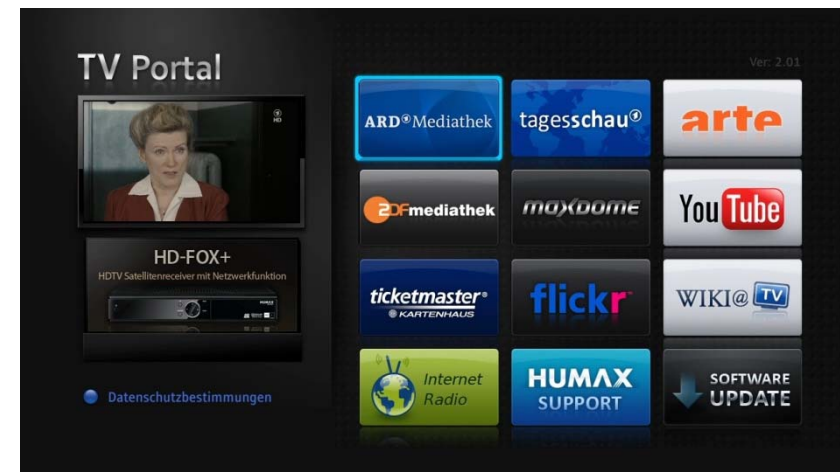 TV Portal
Ver: 2.01
HD
HD-FOX+
HDTV Satellitenreceiver mit Netzwerkfunktion
HUMAX
Datenschutzbestimmungen
ARD Mediathek
tagesschau
arte
ZDFmediathek
maxdome
YouTube
ticketmaster®
KARTENHAUS
flickr
WIKI@TV
Internet
Radio
HUMAX
SUPPORT
SOFTWARE
UPDATE